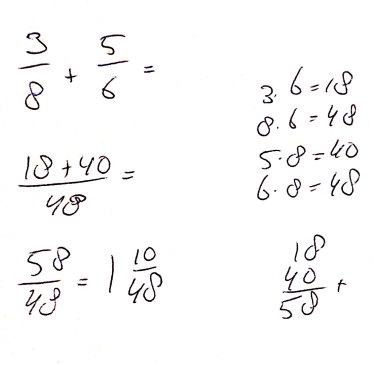 3/8 + 5/6 =
3 · 6 = 18
8 · 6 = 48
5 · 8 = 40
6 · 8 = 48
18 + 40/48 =
58/48 = 1 10/48
18
40 +
58